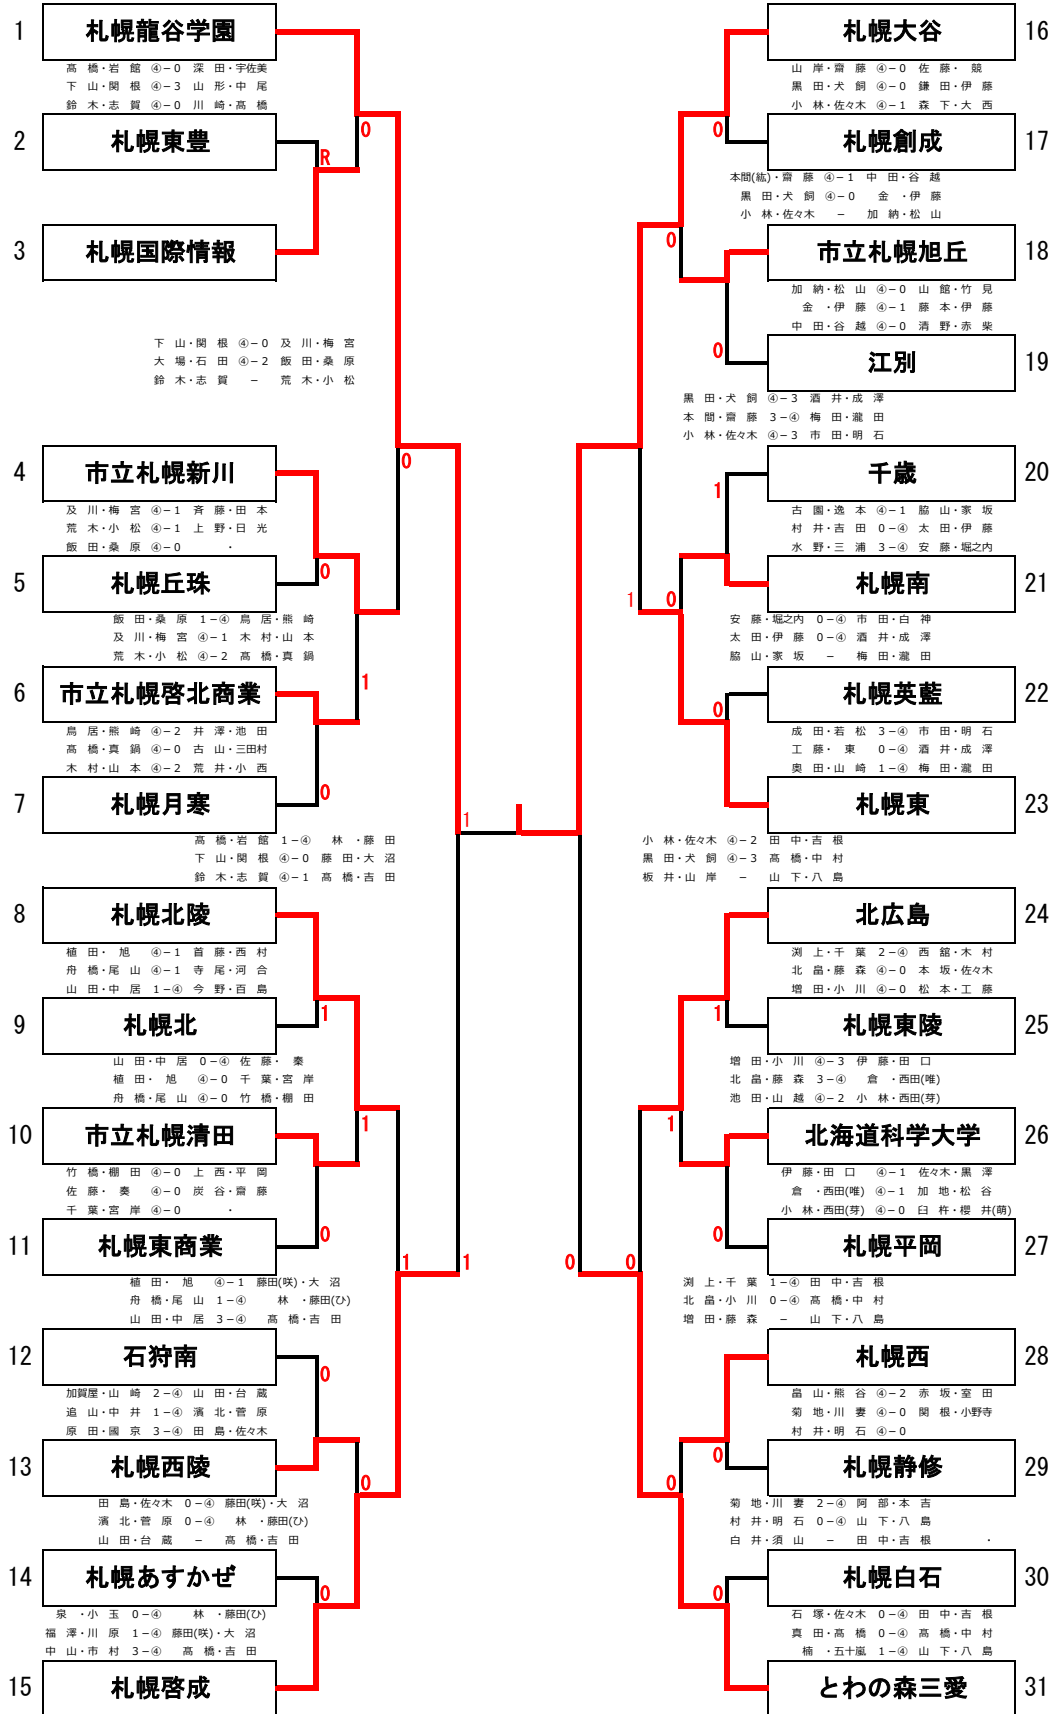 1 札幌龍谷学園
髙橋・岩館 ④-0 深田・宇佐美
下山・関根 ④-3 山形・中尾
鈴木・志賀 ④-0 川崎・髙橋
0
2 札幌東豊
R
3 札幌国際情報
下山・関根 ④-0 及川・梅宮
大場・石田 ④-2 飯田・桑原
鈴木・志賀 - 荒木・小松
0
4 市立札幌新川
及川・梅宮 ④-1 斉藤・田本
荒木・小松 ④-1 上野・日光
飯田・桑原 ④-0 ・
0
5 札幌丘珠
飯田・桑原 1-④ 鳥居・熊崎
及川・梅宮 ④-1 木村・山本
荒木・小松 ④-2 髙橋・真鍋
1
6 市立札幌啓北商業
鳥居・熊崎 ④-2 井澤・池田
髙橋・真鍋 ④-0 古山・三田村
木村・山本 ④-2 荒井・小西
0
7 札幌月寒
1
髙橋・岩館 1-④ 林・藤田
下山・関根 ④-0 藤田・大沼
鈴木・志賀 ④-1 髙橋・吉田
8 札幌北陵
植田・旭 ④-1 首藤・西村
舟橋・尾山 ④-1 寺尾・河合
山田・中居 1-④ 今野・百島
1
9 札幌北
山田・中居 0-④ 佐藤・秦
植田・旭 ④-0 千葉・宮岸
舟橋・尾山 ④-0 竹橋・棚田
1
10 市立札幌清田
竹橋・棚田 ④-0 上西・平岡
佐藤・奏 ④-0 炭谷・齋藤
千葉・宮岸 ④-0 ・
0
11 札幌東商業
1 1
植田・旭 ④-1 藤田(咲)・大沼
舟橋・尾山 1-④ 林・藤田(ひ)
山田・中居 3-④ 髙橋・吉田
12 石狩南
0
加賀屋・山崎 2-④ 山田・台蔵
追山・中井 1-④ 濱北・菅原
原田・國京 3-④ 田島・佐々木
13 札幌西陵
0
田島・佐々木 0-④ 藤田(咲)・大沼
濱北・菅原 0-④ 林・藤田(ひ)
山田・台蔵 - 髙橋・吉田
14 札幌あすかぜ
0
泉・小玉 0-④ 林・藤田(ひ)
福澤・川原 1-④ 藤田(咲)・大沼
中山・市村 3-④ 髙橋・吉田
15 札幌啓成
札幌大谷 16
山岸・齋藤 ④-0 佐藤・競
黒田・犬飼 ④-0 鎌田・伊藤
小林・佐々木 ④-1 森下・大西
0
札幌創成 17
本間(紘)・齋藤 ④-1 中田・谷越
黒田・犬飼 ④-0 金・伊藤
小林・佐々木 - 加納・松山
0
市立札幌旭丘 18
加納・松山 ④-0 山館・竹見
金・伊藤 ④-1 藤本・伊藤
中田・谷越 ④-0 清野・赤柴
0
江別 19
黒田・犬飼 ④-3 酒井・成澤
本間・齋藤 3-④ 梅田・瀧田
小林・佐々木 ④-3 市田・明石
千歳 20
1
古園・逸本 ④-1 脇山・家坂
村井・吉田 0-④ 太田・伊藤
水野・三浦 3-④ 安藤・堀之内
札幌南 21
1 0
安藤・堀之内 0-④ 市田・白神
太田・伊藤 0-④ 酒井・成澤
脇山・家坂 - 梅田・瀧田
札幌英藍 22
0
成田・若松 3-④ 市田・明石
工藤・東 0-④ 酒井・成澤
奥田・山崎 1-④ 梅田・瀧田
札幌東 23
小林・佐々木 ④-2 田中・吉根
黒田・犬飼 ④-3 髙橋・中村
板井・山岸 - 山下・八島
北広島 24
渕上・千葉 2-④ 西舘・木村
北畠・藤森 ④-0 本坂・佐々木
増田・小川 ④-0 松本・工藤
1
札幌東陵 25
増田・小川 ④-3 伊藤・田口
北畠・藤森 3-④ 倉・西田(唯)
池田・山越 ④-2 小林・西田(芽)
1
北海道科学大学 26
伊藤・田口 ④-1 佐々木・黒澤
倉・西田(唯) ④-1 加地・松谷
小林・西田(芽) ④-0 臼杵・櫻井(萌)
0
札幌平岡 27
0 0
渕上・千葉 1-④ 田中・吉根
北畠・小川 0-④ 髙橋・中村
増田・藤森 - 山下・八島
札幌西 28
畠山・熊谷 ④-2 赤坂・室田
菊地・川妻 ④-0 関根・小野寺
村井・明石 ④-0
0
札幌静修 29
0
菊地・川妻 2-④ 阿部・本吉
村井・明石 0-④ 山下・八島
白井・須山 - 田中・吉根 ・
札幌白石 30
0
石塚・佐々木 0-④ 田中・吉根
真田・髙橋 0-④ 髙橋・中村
楠・五十嵐 1-④ 山下・八島
とわの森三愛 31